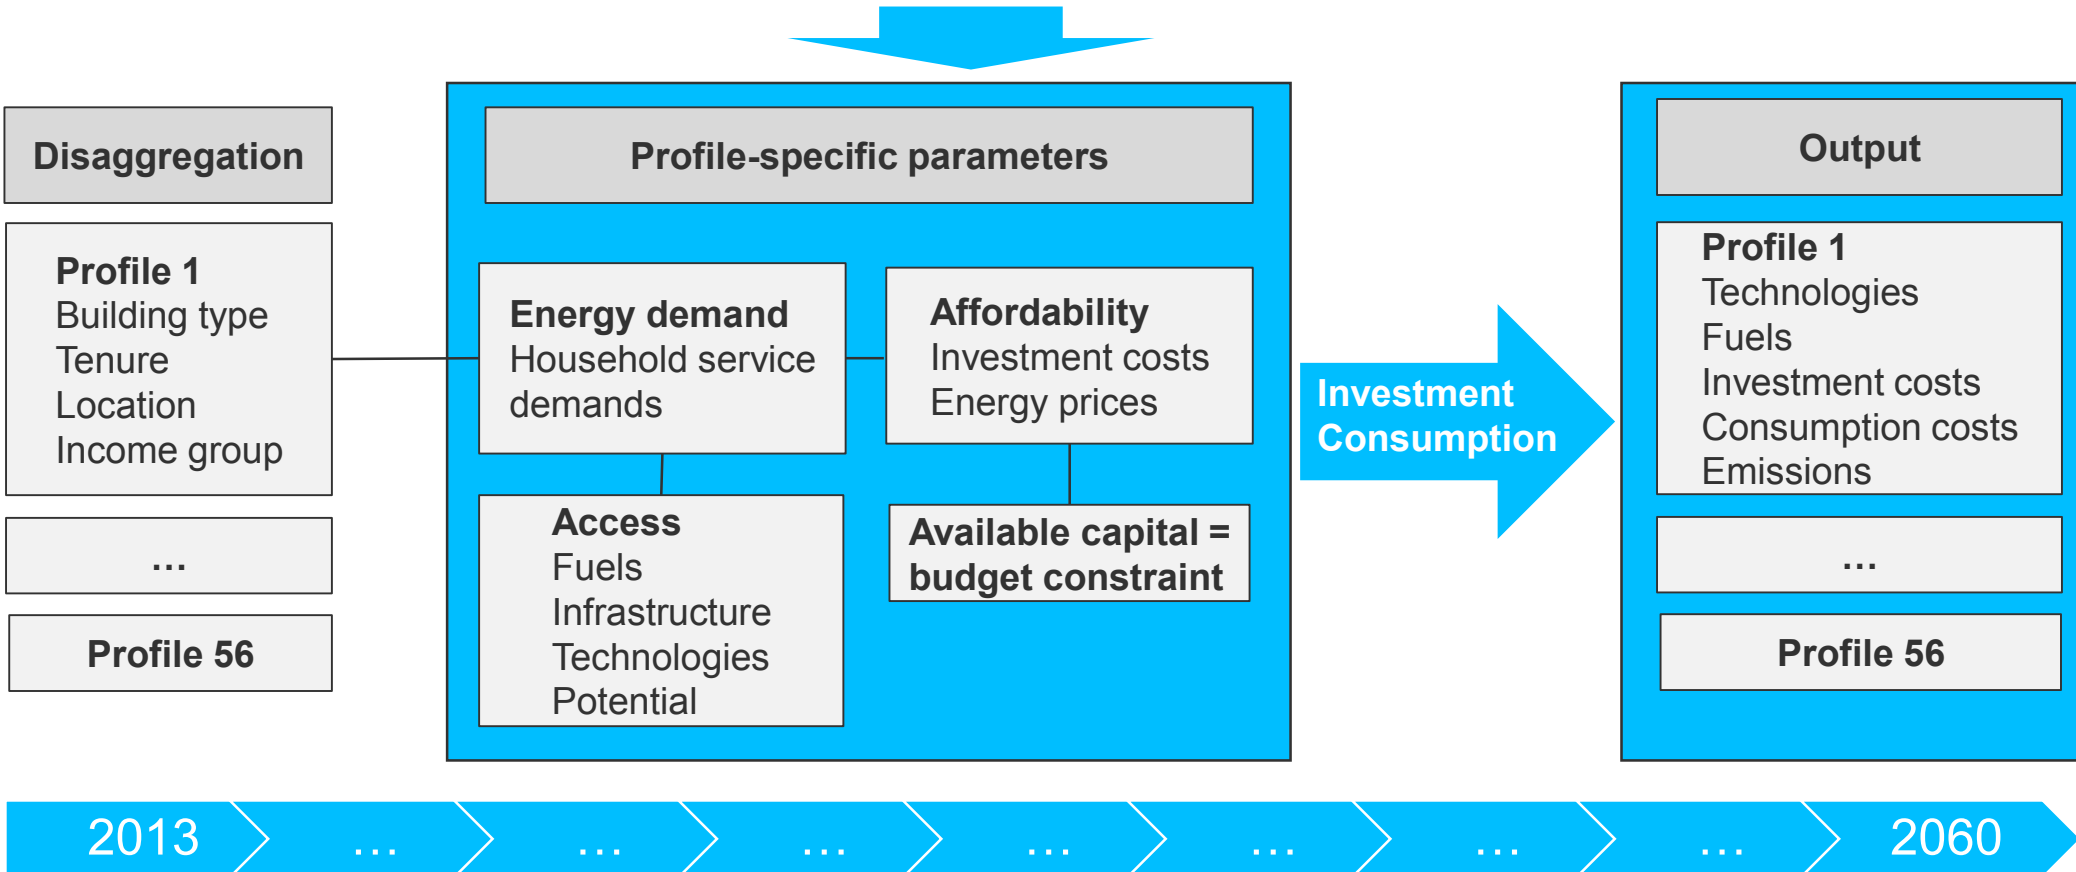 Disaggregation
Profile 1
Building type
Tenure
Location
Income group
...
Profile 56
Profile-specific parameters
Energy demand
Household service
demands
Affordability
Investment costs
Energy prices
Access
Fuels
Infrastructure
Technologies
Potential
Available capital =
budget constraint
Investment
Consumption
Output
Profile 1
Technologies
Fuels
Investment costs
Consumption costs
Emissions
...
Profile 56
2013 ... ... ... ... ... ... ... 2060